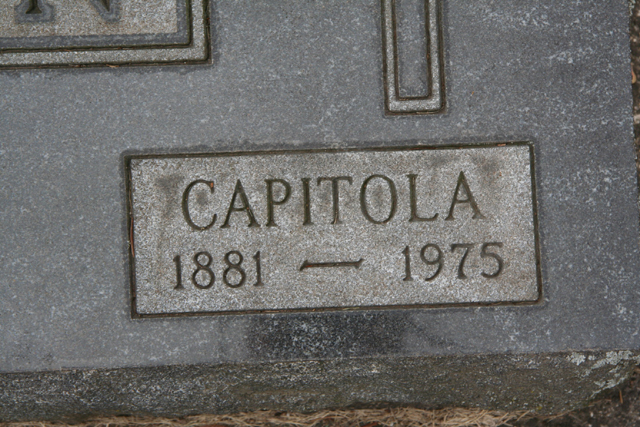 N
CAPITOLA
1881 — 1975